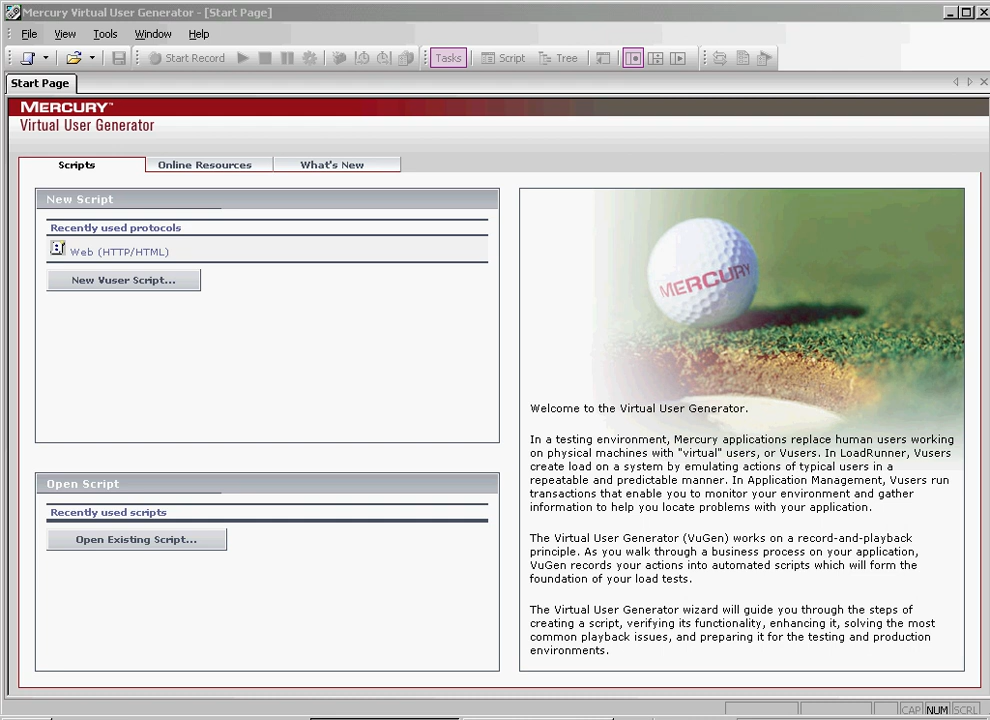 Mercury Virtual User Generator - [Start Page]
File View Tools Window Help
Start Record Tasks Script Tree
Start Page
MERCURY™
Virtual User Generator
Scripts Online Resources What's New
New Script
Recently used protocols
Web (HTTP/HTML)
New Vuser Script...
Open Script
Recently used scripts
Open Existing Script...
MERCURY
Welcome to the Virtual User Generator.
In a testing environment, Mercury applications replace human users working
on physical machines with "virtual" users, or Vusers. In LoadRunner, Vusers
create load on a system by emulating actions of typical users in a
repeatable and predictable manner. In Application Management, Vusers run
transactions that enable you to monitor your environment and gather
information to help you locate problems with your application.
The Virtual User Generator (VuGen) works on a record-and-playback
principle. As you walk through a business process on your application,
VuGen records your actions into automated scripts which will form the
foundation of your load tests.
The Virtual User Generator wizard will guide you through the steps of
creating a script, verifying its functionality, enhancing it, solving the most
common playback issues, and preparing it for the testing and production
environments.
CAP NUM SCRL